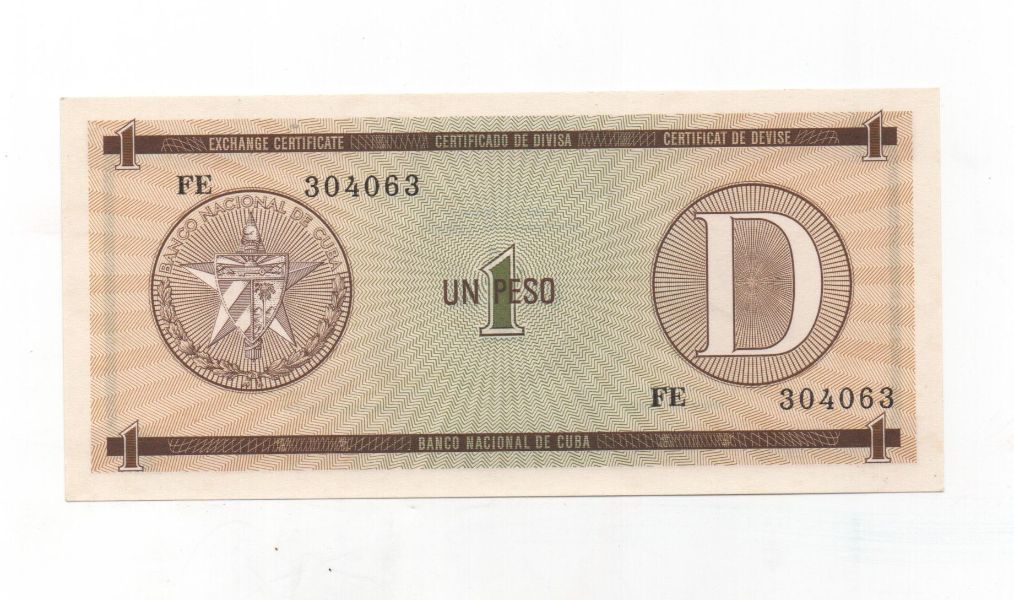 1 EXCHANGE CERTIFICATE CERTIFICADO DE DIVISA CERTIFICAT DE DEVISE 1
FE 304063
BANCO NACIONAL DE CUBA
UN 1 PESO
D
FE 304063
1 BANCO NACIONAL DE CUBA 1